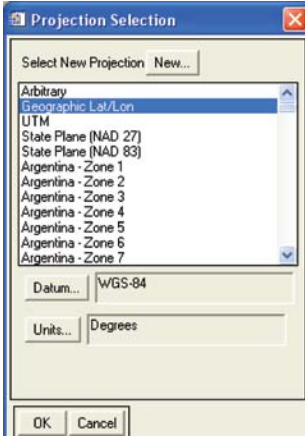 Projection Selection
Select New Projection New...
Arbitrary
Geographic Lat/Lon
UTM
State Plane (NAD 27)
State Plane (NAD 83)
Argentina - Zone 1
Argentina - Zone 2
Argentina - Zone 3
Argentina - Zone 4
Argentina - Zone 5
Argentina - Zone 6
Argentina - Zone 7
Datum... WGS-84
Units... Degrees
OK Cancel